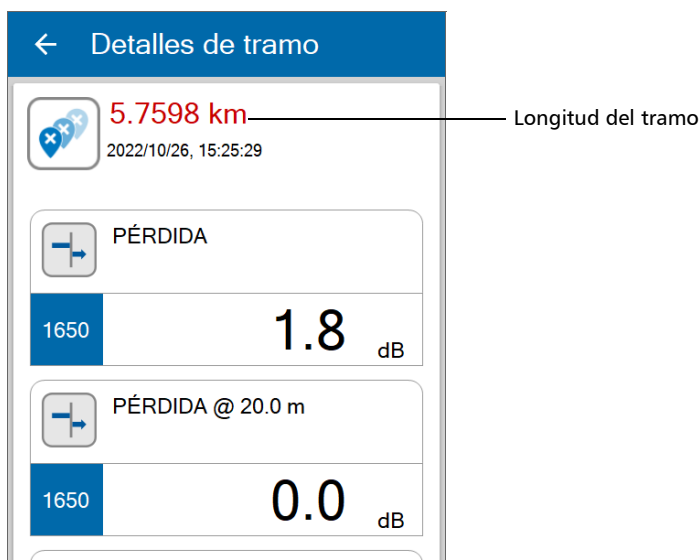 Detalles de tramo
5.7598 km
Longitud del tramo
2022/10/26, 15:25:29
PÉRDIDA
1650
1.8 dB
PÉRDIDA @ 20.0 m
1650
0.0 dB